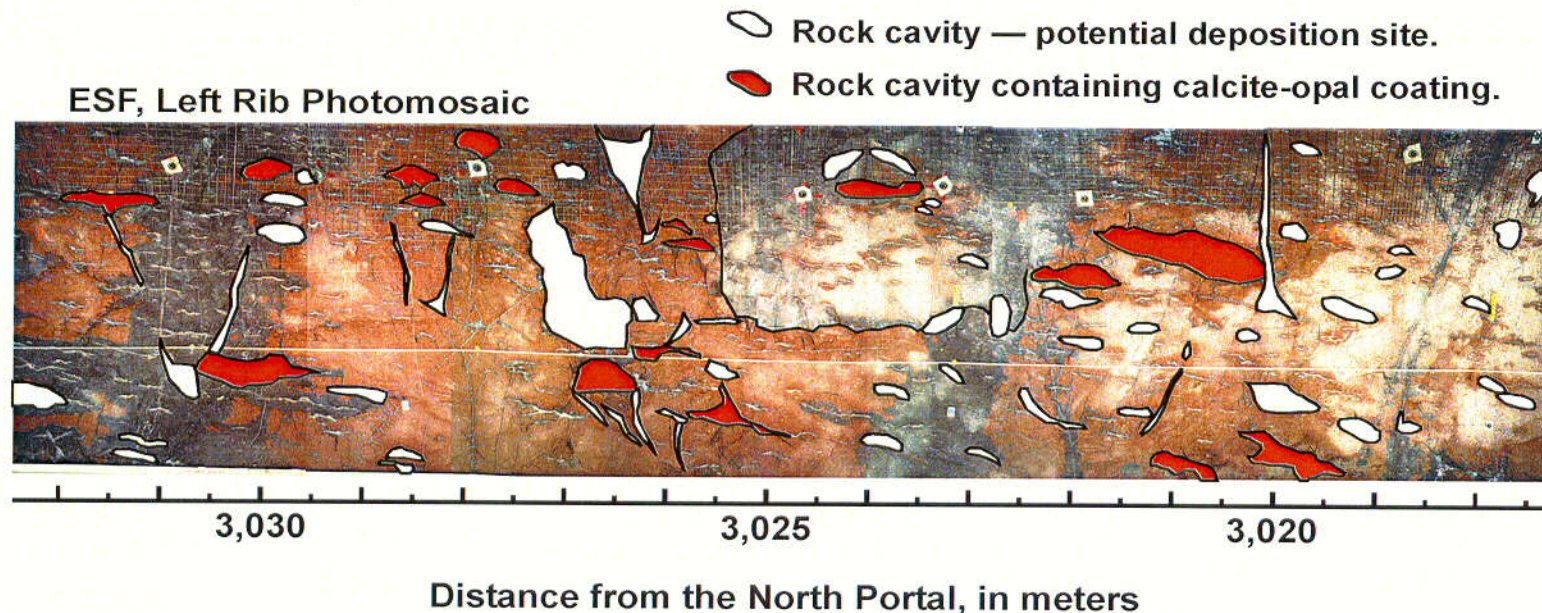 Rock cavity — potential deposition site.
Rock cavity containing calcite-opal coating.
ESF, Left Rib Photomosaic
3,030 3,025 3,020
Distance from the North Portal, in meters